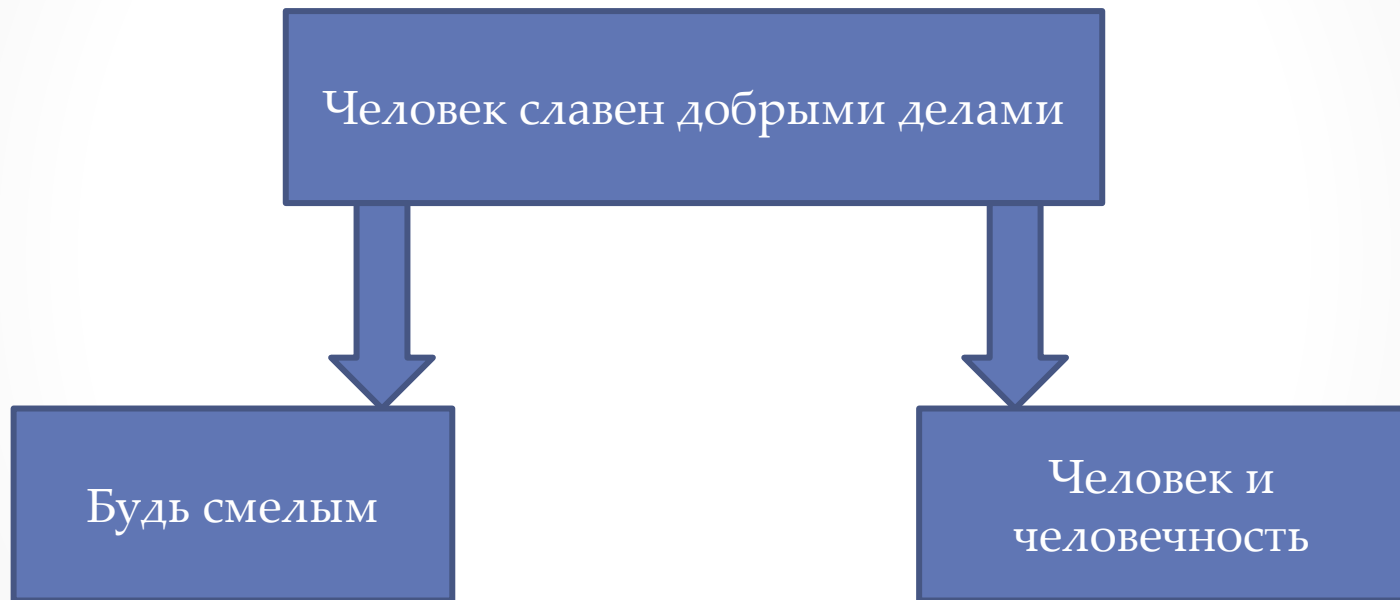 Человек славен добрыми делами
Будь смелым
Человек и
человечность